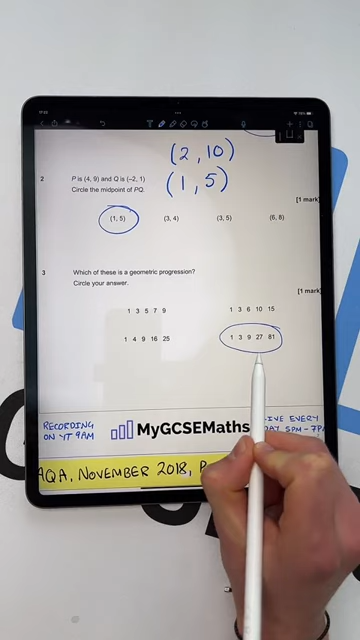 (2, 10)
2 P is (4, 9) and Q is (–2, 1)
Circle the midpoint of PQ.
(1, 5)
[1 mark]
(1, 5) (3, 4) (3, 5) (6, 8)
3 Which of these is a geometric progression?
Circle your answer.
[1 mark]
1 3 5 7 9 1 3 6 10 15
1 4 9 16 25 1 3 9 27 81
RECORDING
ON YT 9AM
MyGCSEMaths
LIVE EVERY
5PM - 7P
AQA, NOVEMBER 2018, P